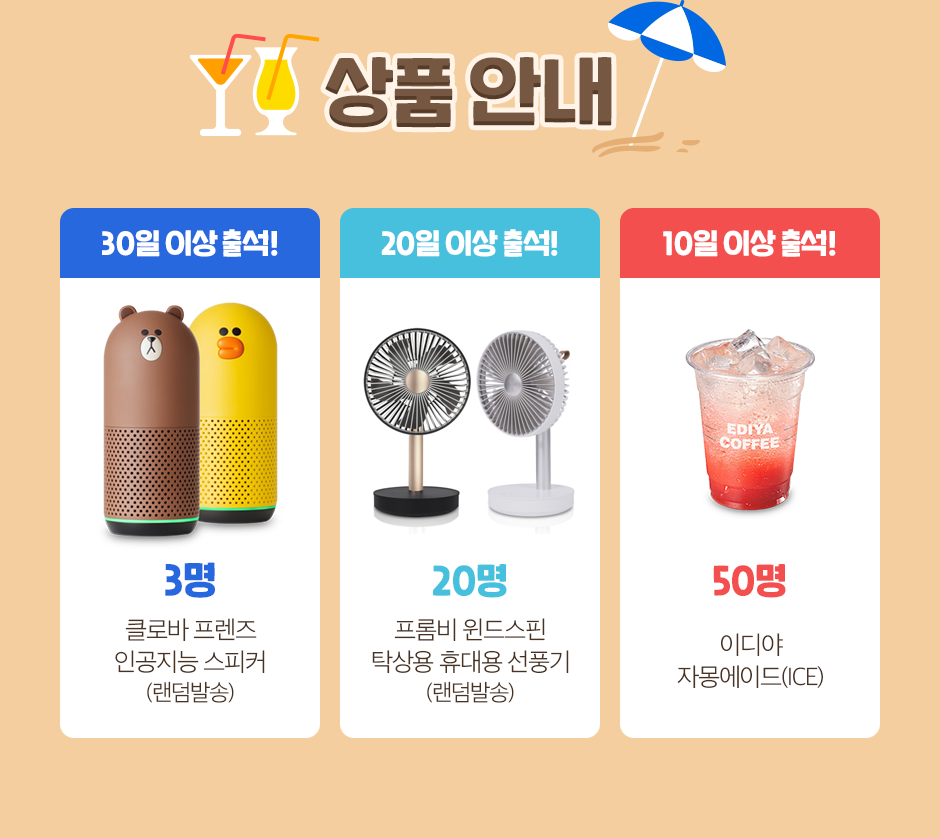 상품 안내
30일 이상 출석!
3명
클로바 프렌즈
인공지능 스피커
(랜덤발송)
20일 이상 출석!
20명
프롬비 윈드스핀
탁상용 휴대용 선풍기
(랜덤발송)
10일 이상 출석!
EDIYA
COFFEE
50명
이디야
자몽에이드(ICE)